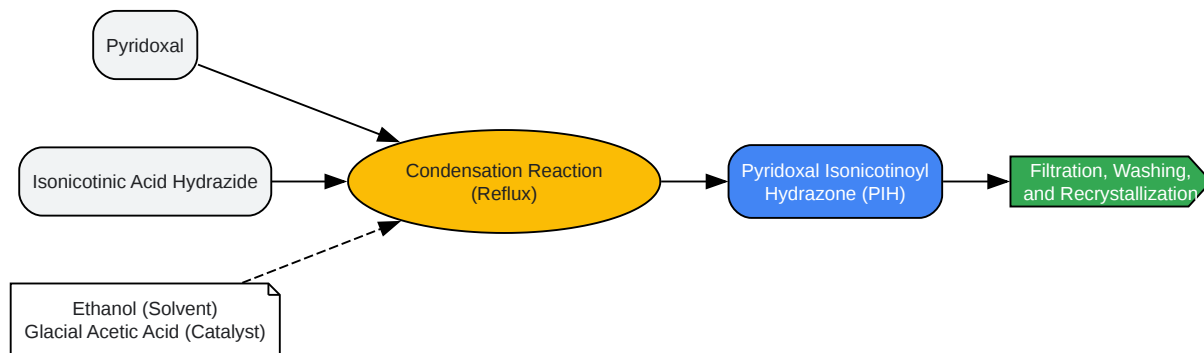 Pyridoxal
Isonicotinic Acid Hydrazide
Ethanol (Solvent)
Glacial Acetic Acid (Catalyst)
Condensation Reaction
(Reflux)
Pyridoxal Isonicotinoyl
Hydrazone (PIH)
Filtration, Washing,
and Recrystallization